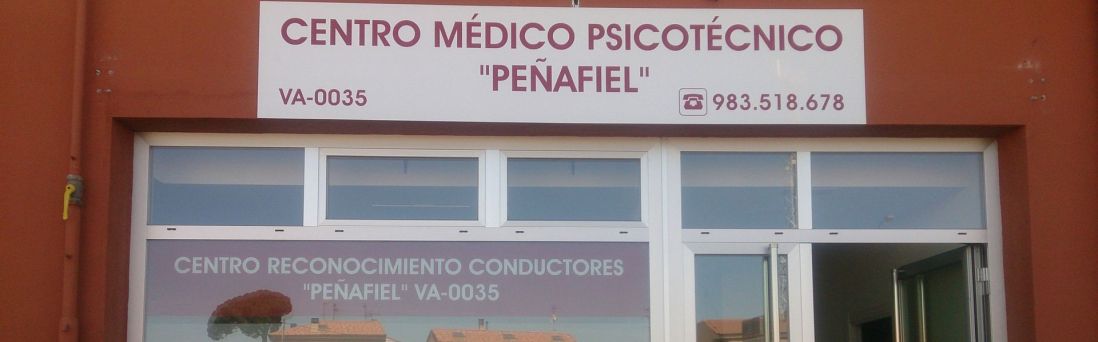 CENTRO MÉDICO PSICOTÉCNICO
"PEÑAFIEL"
VA-0035 983.518.678
CENTRO RECONOCIMIENTO CONDUCTORES
"PEÑAFIEL" VA-0035